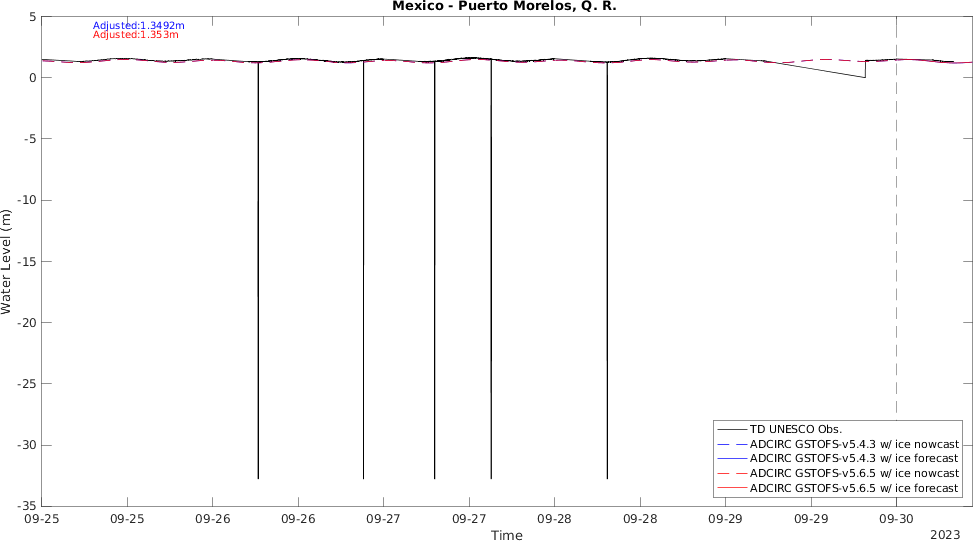 Mexico - Puerto Morelos, Q. R.
Adjusted:1.3492m
Adjusted:1.353m
5
0
-5
-10
-15
-20
-25
-30
-35
Water Level (m)
TD UNESCO Obs.
ADCIRC GSTOFS-v5.4.3 w/ ice nowcast
ADCIRC GSTOFS-v5.4.3 w/ ice forecast
ADCIRC GSTOFS-v5.6.5 w/ ice nowcast
ADCIRC GSTOFS-v5.6.5 w/ ice forecast
09-25 09-25 09-26 09-26 09-27 09-27 09-28 09-28 09-29 09-29 09-30
Time
2023